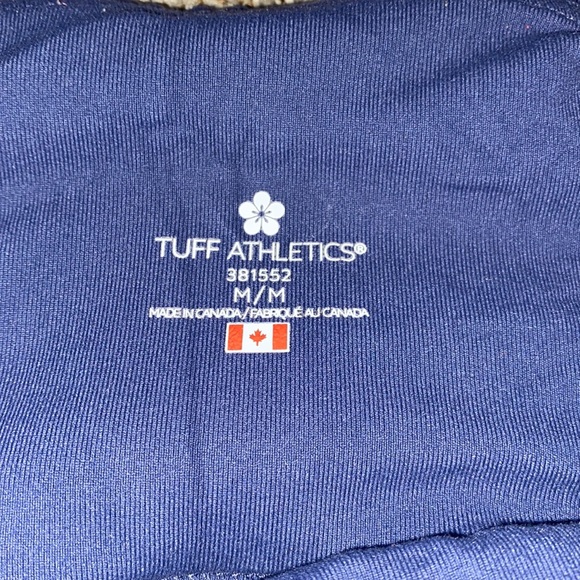 TUFF ATHLETICS®
381552
M/M
MADE IN CANADA / FABRIQUÉ AU CANADA